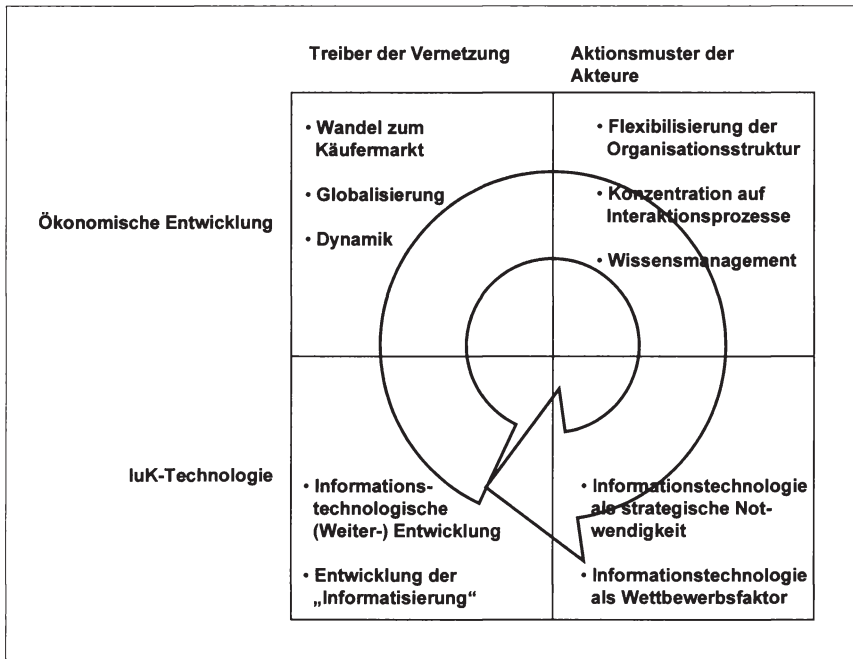 Treiber der Vernetzung
Aktionsmuster der
Akteure
Ökonomische Entwicklung
• Wandel zum
Käufermarkt
• Globalisierung
• Dynamik
• Flexibilisierung der
Organisationsstruktur
• Konzentration auf
Interaktionsprozesse
• Wissensmanagement
IuK-Technologie
• Informations-
technologische
(Weiter-) Entwicklung
• Entwicklung der
„Informatisierung“
• Informationstechnologie
als strategische Not-
wendigkeit
• Informationstechnologie
als Wettbewerbsfaktor